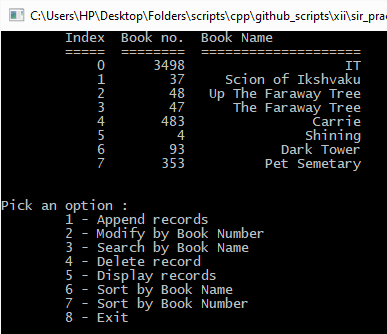 C:\Users\HP\Desktop\Folders\scripts\cpp\github_scripts\xii\sir_prac
Index Book no. Book Name
===== ======== ====================
0 3498 IT
1 37 Scion of Ikshvaku
2 48 Up The Faraway Tree
3 47 The Faraway Tree
4 483 Carrie
5 4 Shining
6 93 Dark Tower
7 353 Pet Semetary
Pick an option :
1 - Append records
2 - Modify by Book Number
3 - Search by Book Name
4 - Delete record
5 - Display records
6 - Sort by Book Name
7 - Sort by Book Number
8 - Exit